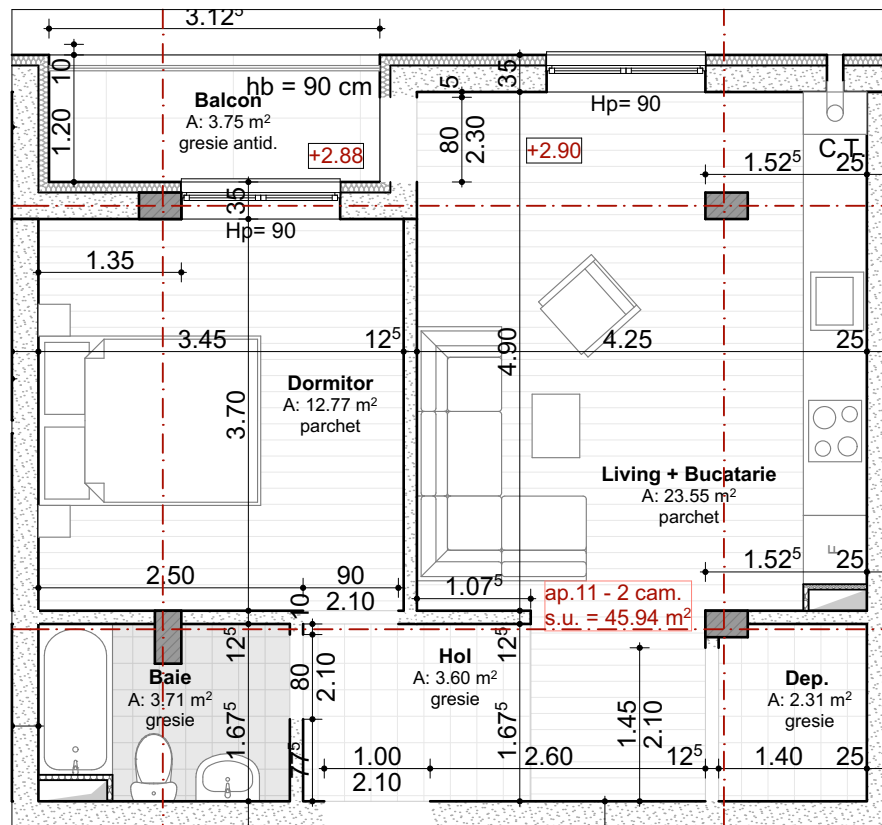 3.12⁵
10
1.20
Balcon
A: 3.75 m²
gresie antid.
hb = 90 cm
+2.88
35
Hp= 90
5
80
2.30
35
Hp= 90
+2.90
C.T.
1.52⁵
25
1.35
3.45
12⁵
3.70
Dormitor
A: 12.77 m²
parchet
4.90
4.25
25
Living + Bucatarie
A: 23.55 m²
parchet
F
1.52⁵
25
2.50
90
2.10
1.07⁵
ap.11 - 2 cam.
s.u. = 45.94 m²
10
12⁵
Baie
A: 3.71 m²
gresie
1.67⁵
80
2.10
77⁵
Hol
A: 3.60 m²
gresie
12⁵
1.67⁵
1.45
2.10
Dep.
A: 2.31 m²
gresie
1.00
2.10
2.60
12⁵
1.40
25